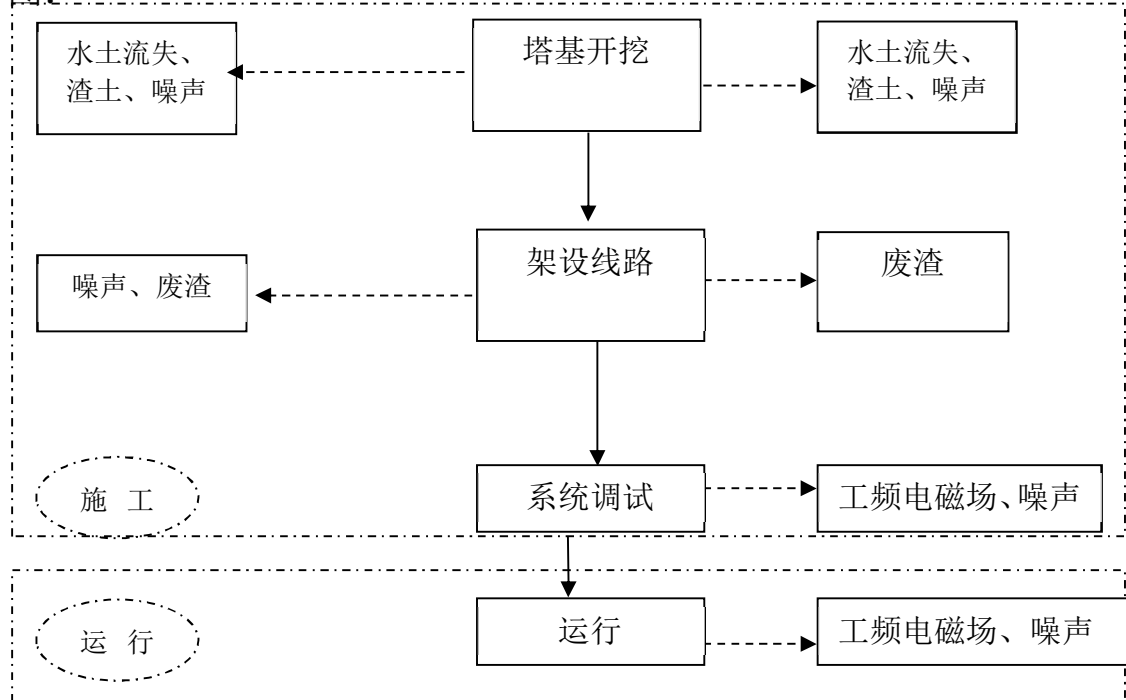 水土流失、
渣土、噪声
塔基开挖
水土流失、
渣土、噪声
噪声、废渣
架设线路
废渣
施 工
系统调试
工频电磁场、噪声
运 行
运行
工频电磁场、噪声